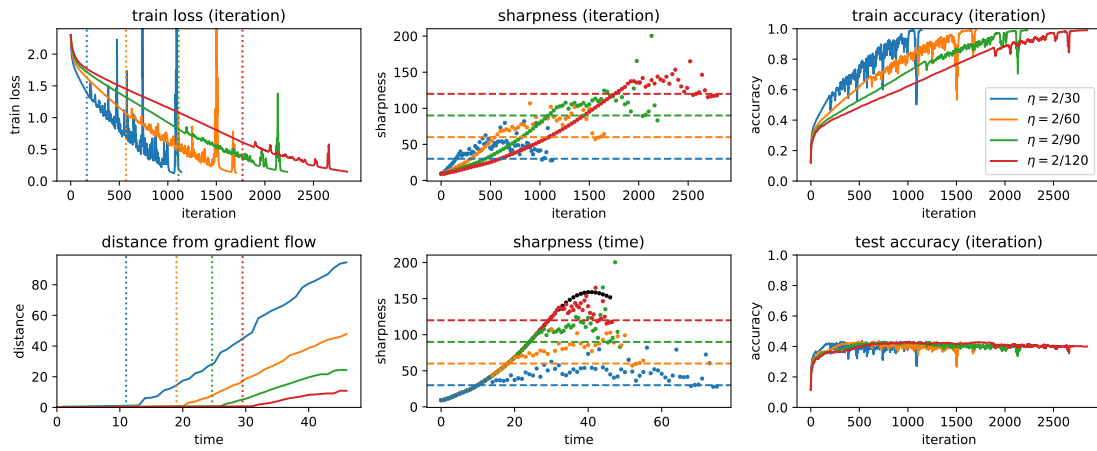 train loss (iteration)
train loss
2.0
1.5
1.0
0.5
0.0
0 500 1000 1500 2000 2500
iteration
sharpness (iteration)
sharpness
200
150
100
50
0
0 500 1000 1500 2000 2500
iteration
train accuracy (iteration)
accuracy
1.0
0.8
0.6
0.4
0.2
0.0
η = 2/30
η = 2/60
η = 2/90
η = 2/120
0 500 1000 1500 2000 2500
iteration
distance from gradient flow
distance
80
60
40
20
0
0 10 20 30 40
time
sharpness (time)
sharpness
200
150
100
50
0
0 20 40 60
time
test accuracy (iteration)
accuracy
1.0
0.8
0.6
0.4
0.2
0.0
0 500 1000 1500 2000 2500
iteration